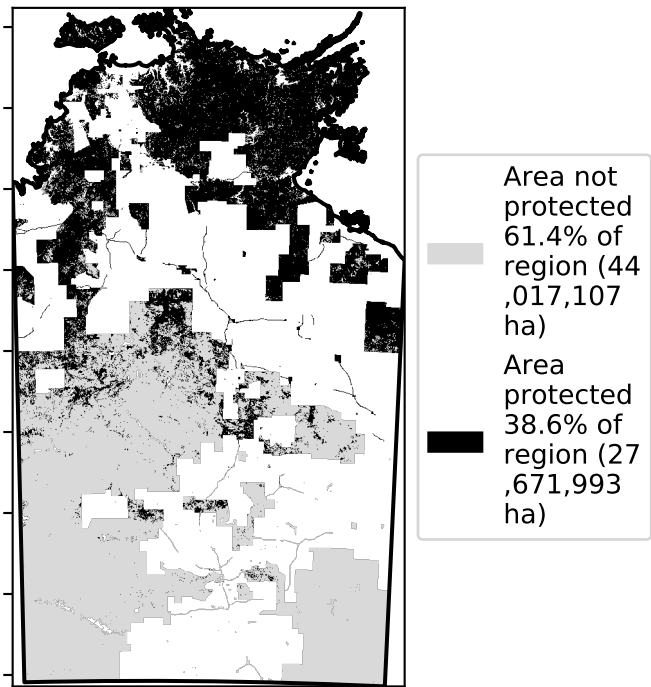 Area not
protected
61.4% of
region (44
,017,107
ha)
Area
protected
38.6% of
region (27
,671,993
ha)